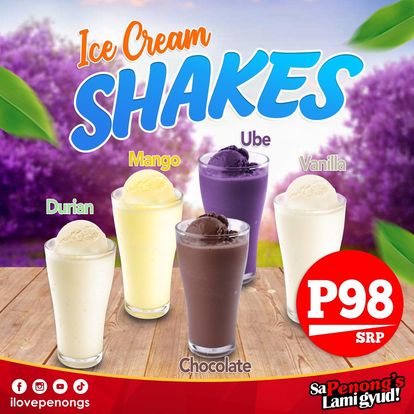 Ice Cream
SHAKES
Ube
Mango
Vanilla
Durian
Chocolate
P98
SRP
ilovepenongs
Sa Penong's
Lami gyud!